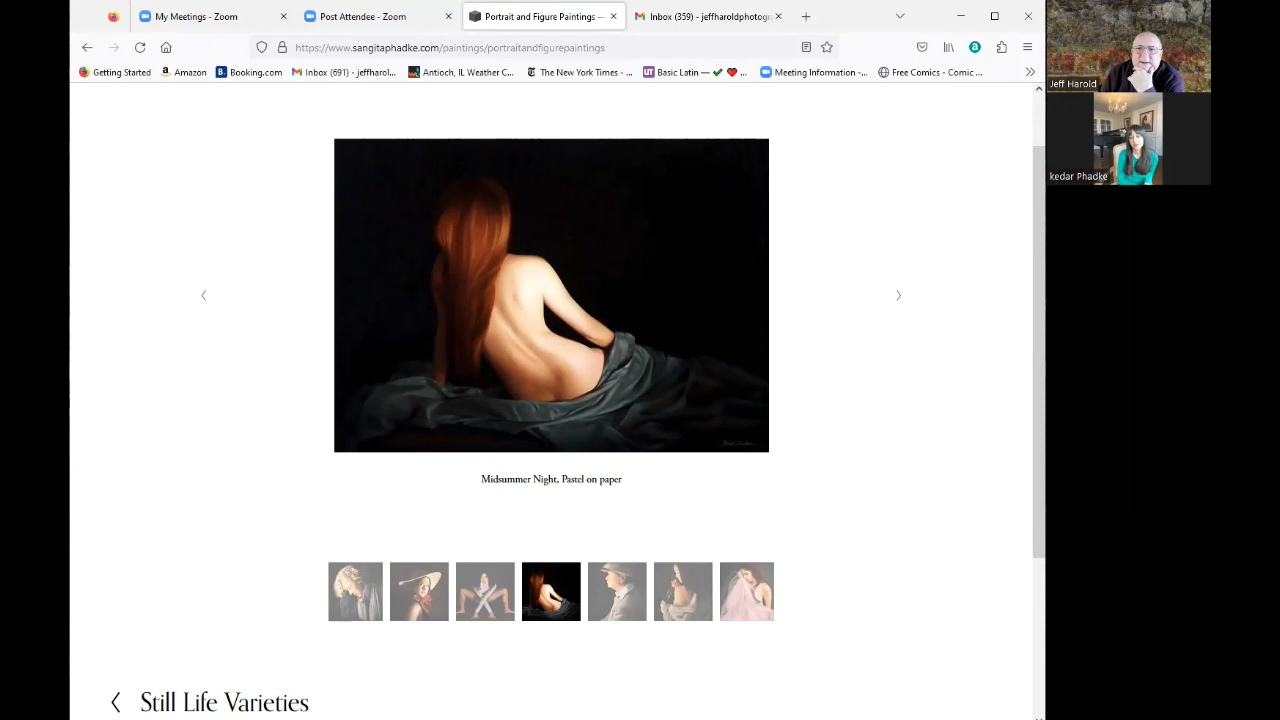 My Meetings - Zoom
Post Attendee - Zoom
Portrait and Figure Paintings —
Inbox (359) - jeffharoldphotogr
https://www.sangitaphadke.com/paintings/portraitandfigurepaintings
Getting Started
Amazon
Booking.com
Inbox (691) - jeffharol...
Antioch, IL Weather C...
The New York Times - ...
Basic Latin — ✔ ❤ ...
Meeting Information -...
Free Comics - Comic ...
Jeff Harold
kedar Phadke
Midsummer Night, Pastel on paper
Still Life Varieties